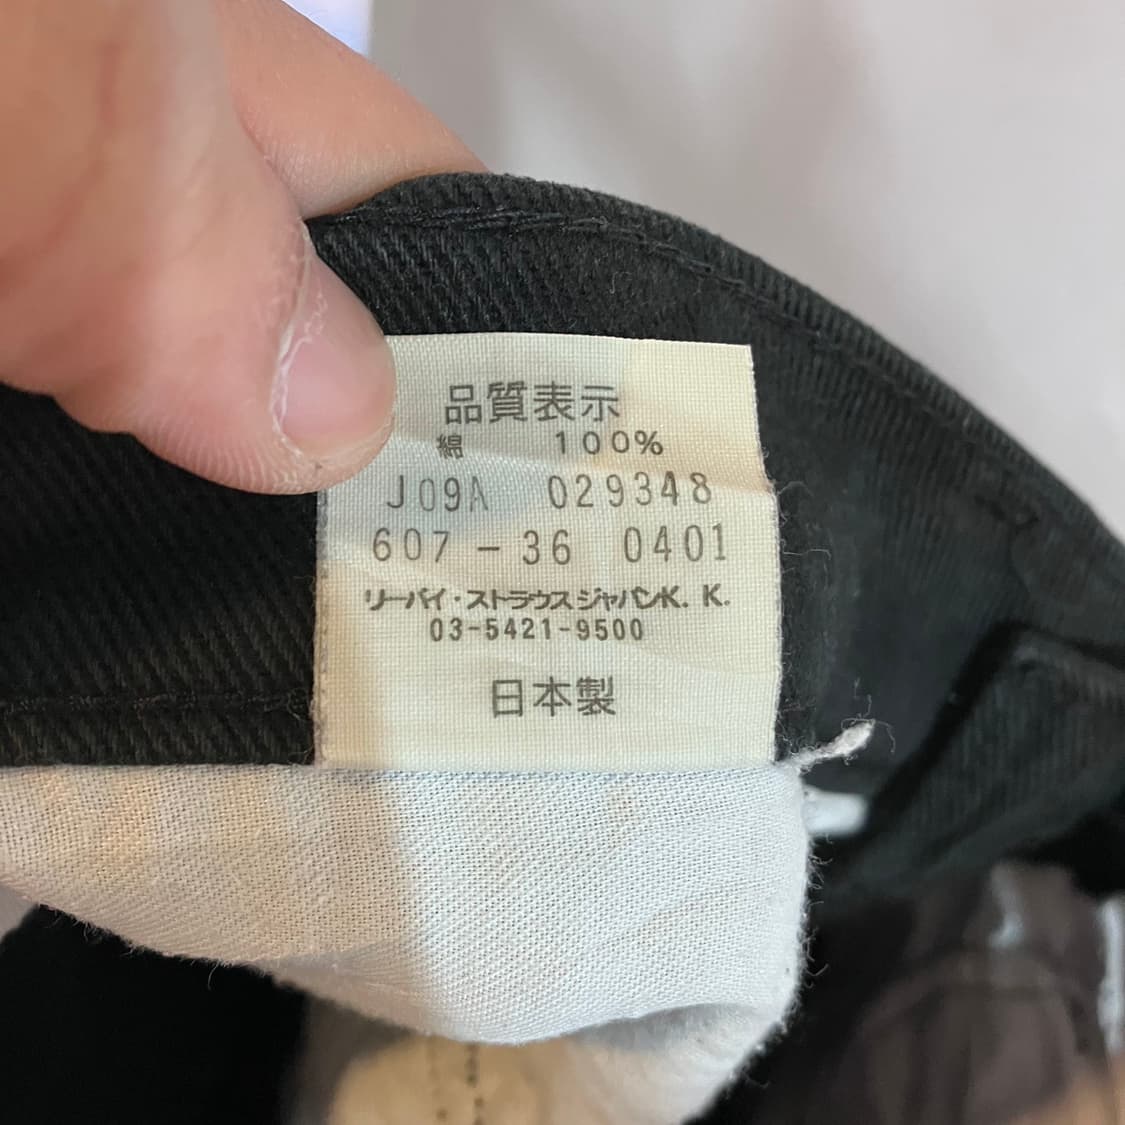 品質表示
綿 100%
J09A 029348
607-36 0401
リーバイ・ストラウスジャパンK.K.
03-5421-9500
日本製